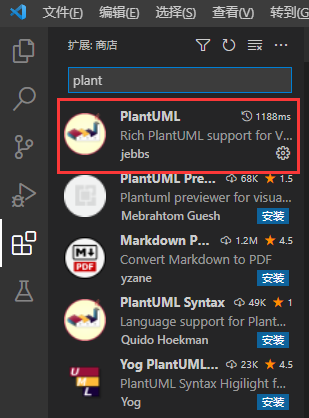 文件(F) 编辑(E) 选择(S) 查看(V) 转到(G
扩展: 商店
plant
PlantUML 1188ms
Rich PlantUML support for V...
jebbs
PlantUML Pre... 68K ★ 1.5
Plantuml previewer for visua...
Mebrahtom Guesh 安装
Markdown P... 1.2M ★ 4.5
Convert Markdown to PDF
yzane 安装
PlantUML Syntax 49K ★ 1
Language support for Plant...
Quido Hoekman 安装
Yog PlantUML... 23K ★ 4.5
PlantUML Syntax Higilight f...
Yog 安装
M↓
PDF
UNL